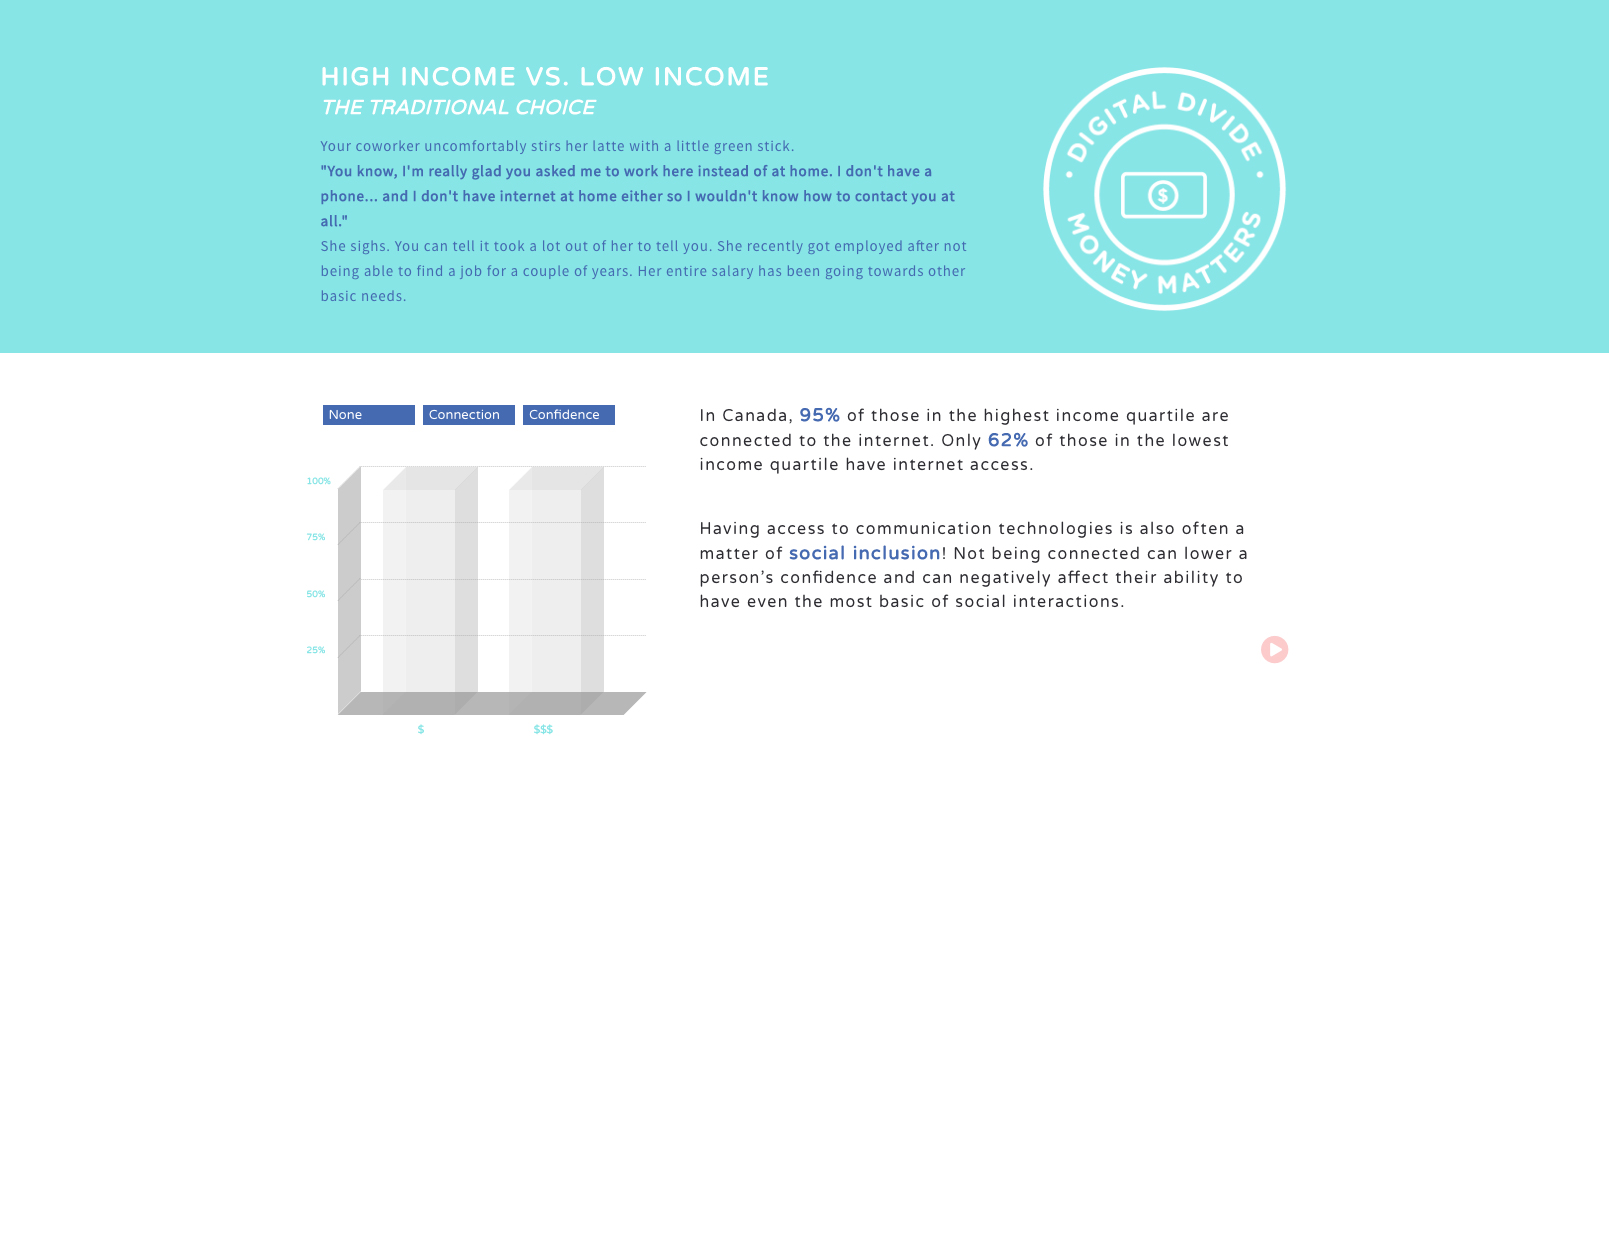 HIGH INCOME VS. LOW INCOME
THE TRADITIONAL CHOICE
Your coworker uncomfortably stirs her latte with a little green stick.
"You know, I'm really glad you asked me to work here instead of at home. I don't have a
phone... and I don't have internet at home either so I wouldn't know how to contact you at
all."
She sighs. You can tell it took a lot out of her to tell you. She recently got employed after not
being able to find a job for a couple of years. Her entire salary has been going towards other
basic needs.
• DIGITAL DIVIDE •
$
MONEY MATTERS
None
Connection
Confidence
100%
75%
50%
25%
$
$$$
In Canada, 95% of those in the highest income quartile are
connected to the internet. Only 62% of those in the lowest
income quartile have internet access.
Having access to communication technologies is also often a
matter of social inclusion! Not being connected can lower a
person’s confidence and can negatively affect their ability to
have even the most basic of social interactions.